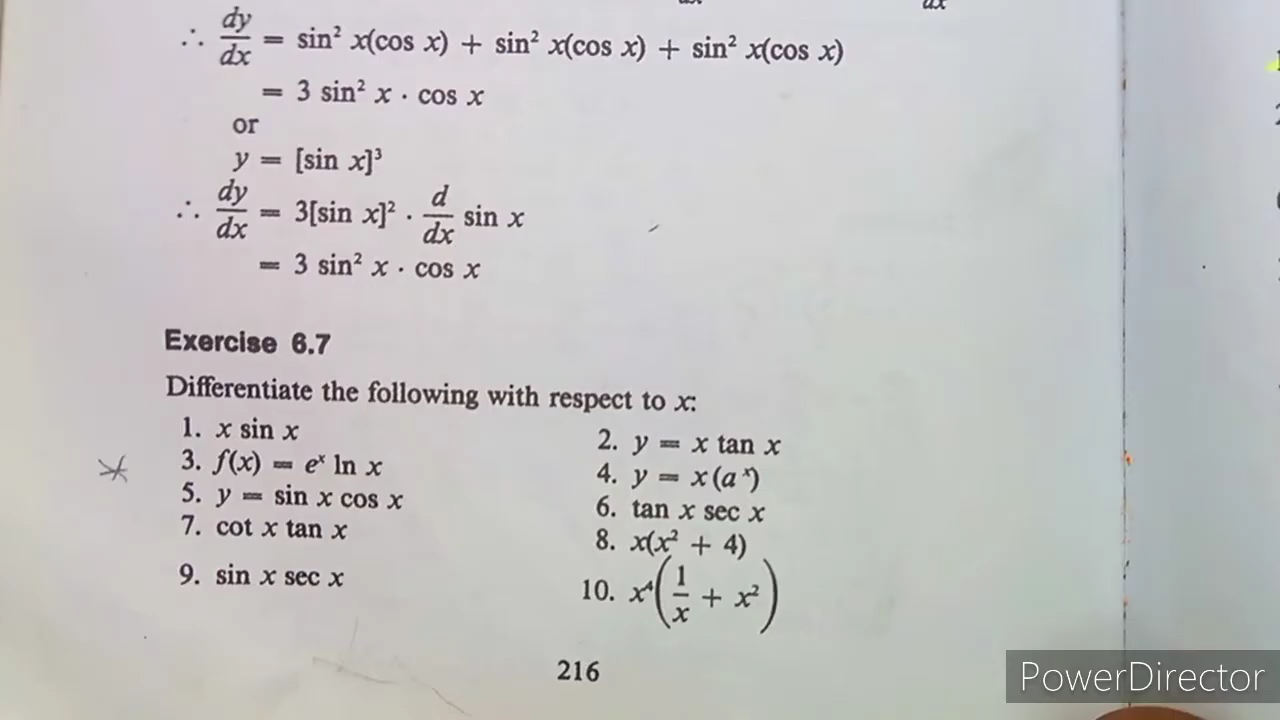 dx dx
∴ dy/dx = sin² x(cos x) + sin² x(cos x) + sin² x(cos x)
= 3 sin² x · cos x
or
y = [sin x]³
∴ dy/dx = 3[sin x]² · d/dx sin x
= 3 sin² x · cos x
Exercise 6.7
Differentiate the following with respect to x:
1. x sin x 2. y = x tan x
3. f(x) = eˣ ln x 4. y = x(aˣ)
5. y = sin x cos x 6. tan x sec x
7. cot x tan x 8. x(x² + 4)
9. sin x sec x 10. x⁴(1/x + x²)
216
PowerDirector